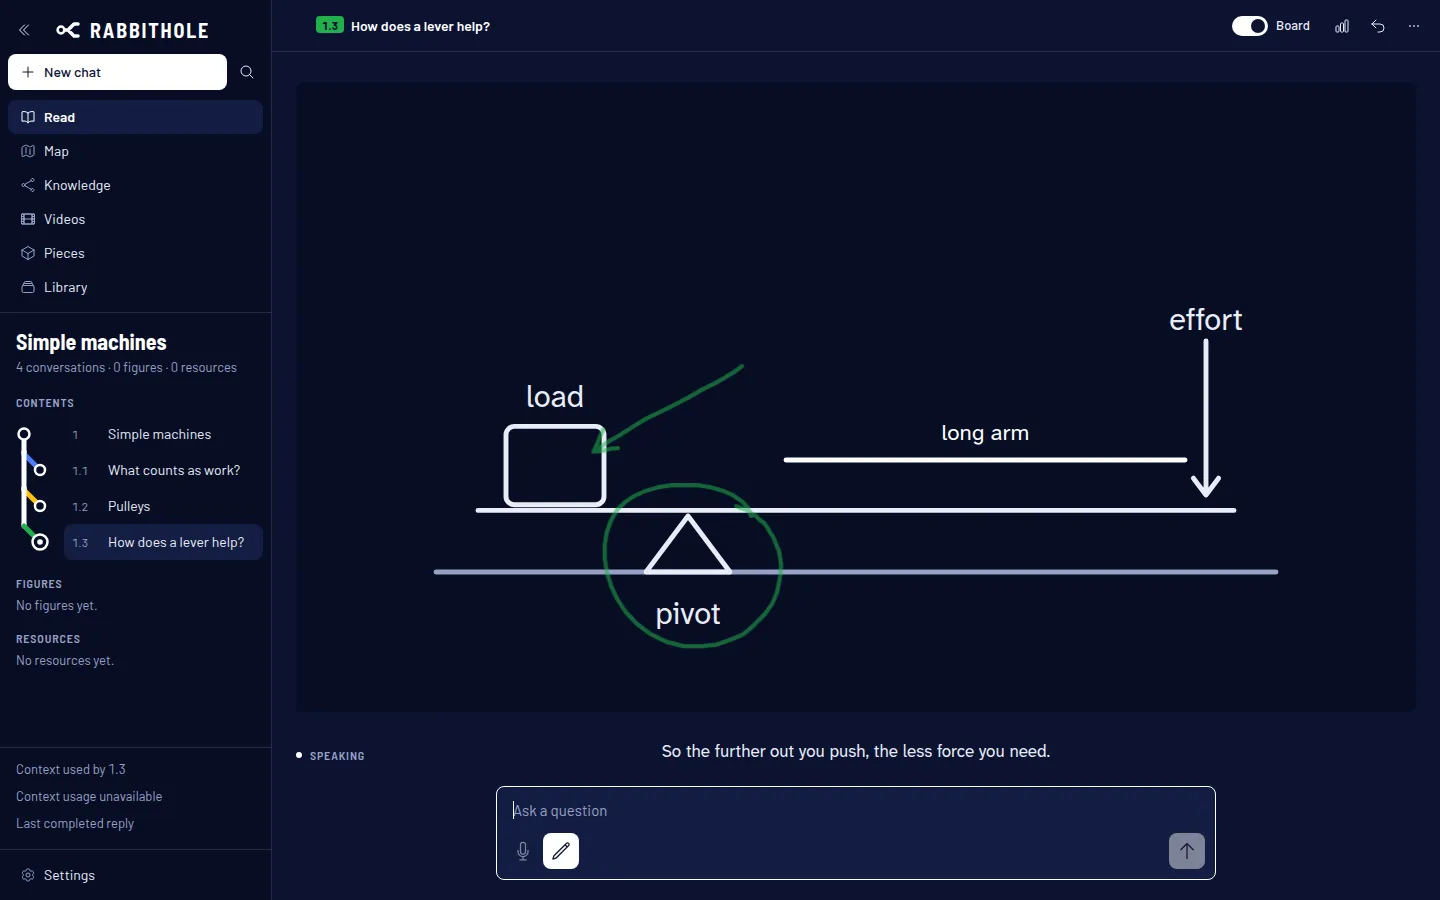 RABBITHOLE
New chat
Read
Map
Knowledge
Videos
Pieces
Library
Simple machines
4 conversations · 0 figures · 0 resources
CONTENTS
1 Simple machines
1.1 What counts as work?
1.2 Pulleys
1.3 How does a lever help?
FIGURES
No figures yet.
RESOURCES
No resources yet.
Context used by 1.3
Context usage unavailable
Last completed reply
Settings
1.3 How does a lever help?
Board
effort
load
long arm
pivot
SPEAKING
So the further out you push, the less force you need.
Ask a question